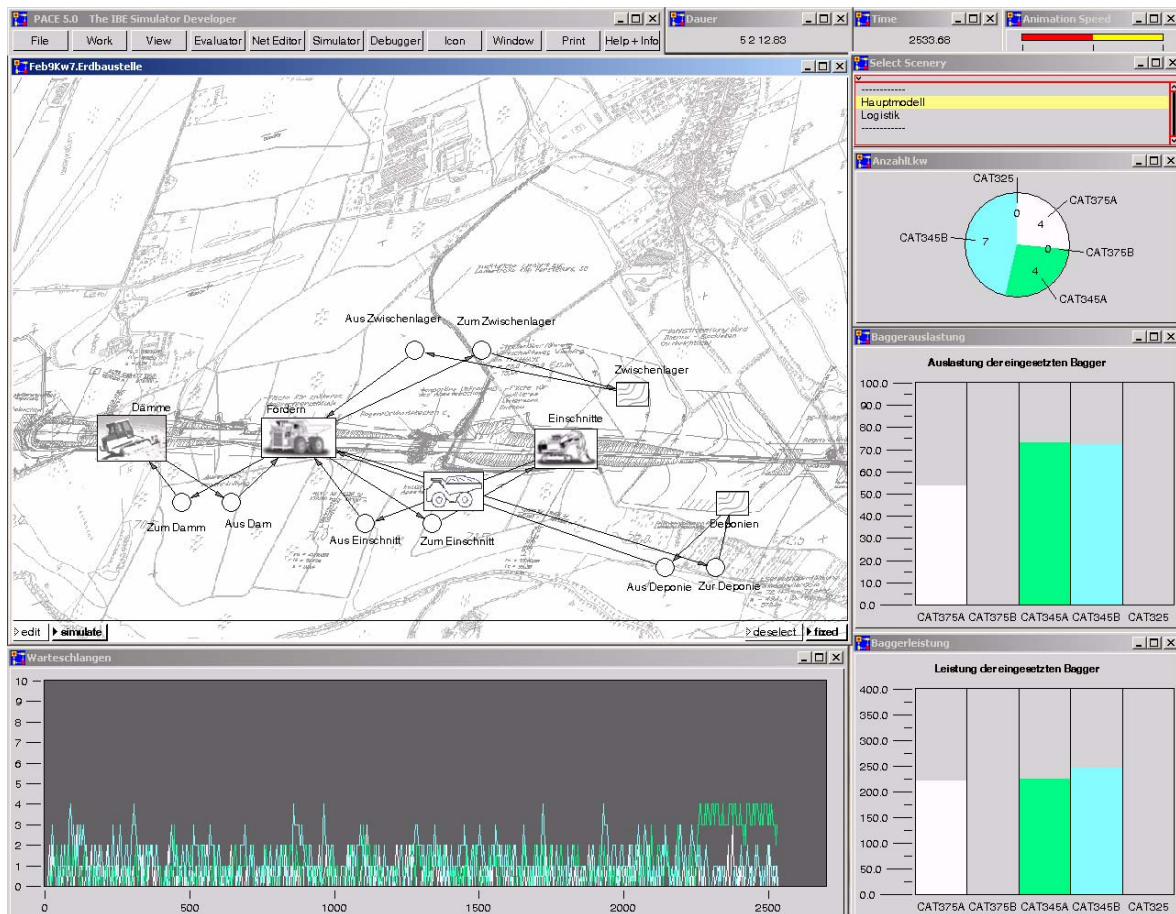 PACE 5.0 The IBE Simulator Developer
File Work View Evaluator Net Editor Simulator Debugger Icon Window Print Help + Info
Dauer
5 2 12.83
Time
2533.68
Animation Speed
Select Scenery
------------
Hauptmodell
Logistik
------------
Feb9Kw7.Erdbaustelle
Aus Zwischenlager
Zum Zwischenlager
Zwischenlager
Dämme
Fördern
Einschnitte
Zum Damm
Aus Dam
Aus Einschnitt
Zum Einschnitt
Deponien
Aus Deponie
Zur Deponie
edit simulate deselect fixed
AnzahlLkw
CAT325
CAT375A
0
4
CAT345B
7
0
CAT375B
4
CAT345A
Baggerauslastung
Auslastung der eingesetzten Bagger
100.0
90.0
80.0
70.0
60.0
50.0
40.0
30.0
20.0
10.0
0.0
CAT375A CAT375B CAT345A CAT345B CAT325
Warteschlangen
10
9
8
7
6
5
4
3
2
1
0
0 500 1000 1500 2000 2500
Baggerleistung
Leistung der eingesetzten Bagger
400.0
350.0
300.0
250.0
200.0
150.0
100.0
50.0
0.0
CAT375A CAT375B CAT345A CAT345B CAT325